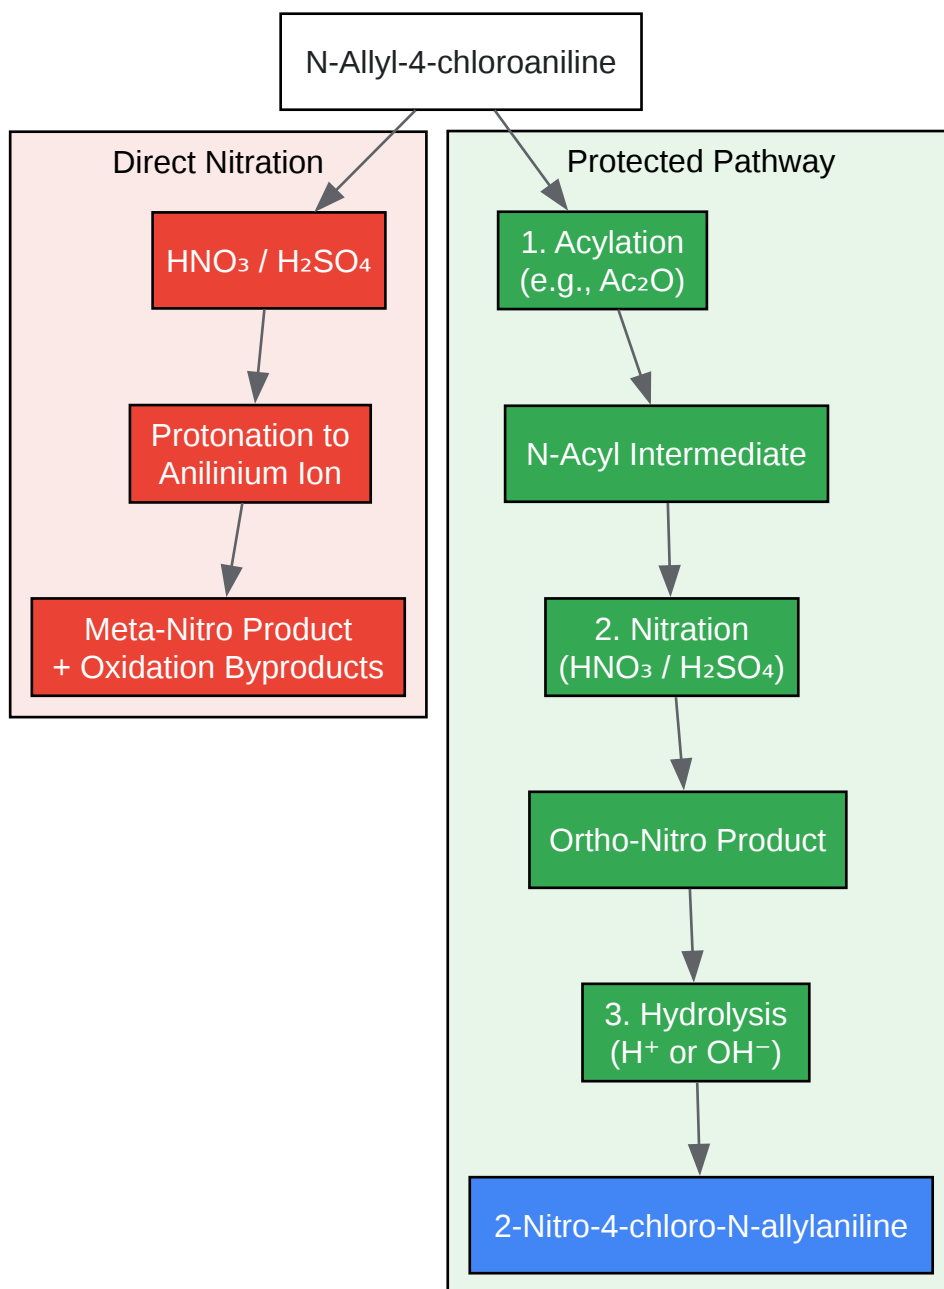 N-Allyl-4-chloroaniline
Direct Nitration
HNO₃ / H₂SO₄
Protonation to
Anilinium Ion
Meta-Nitro Product
+ Oxidation Byproducts
Protected Pathway
1. Acylation
(e.g., Ac₂O)
N-Acyl Intermediate
2. Nitration
(HNO₃ / H₂SO₄)
Ortho-Nitro Product
3. Hydrolysis
(H⁺ or OH⁻)
2-Nitro-4-chloro-N-allylaniline